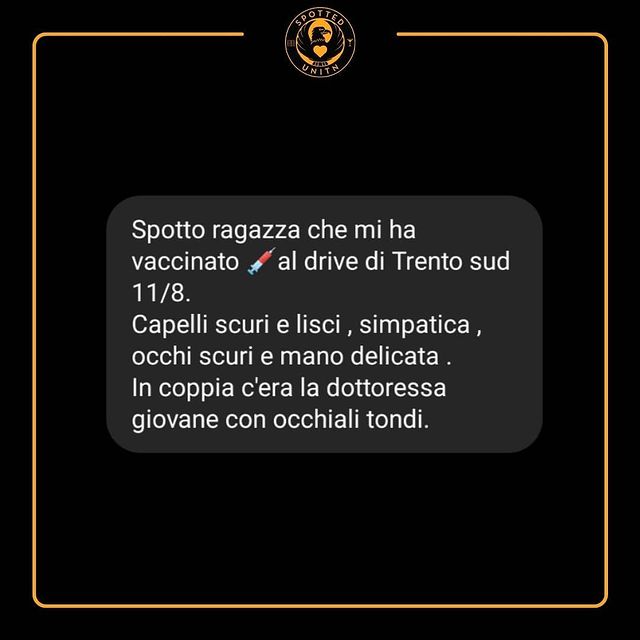 SPOTTED
UNITN
Spotto ragazza che mi ha
vaccinato 💉 al drive di Trento sud
11/8.
Capelli scuri e lisci , simpatica ,
occhi scuri e mano delicata .
In coppia c'era la dottoressa
giovane con occhiali tondi.